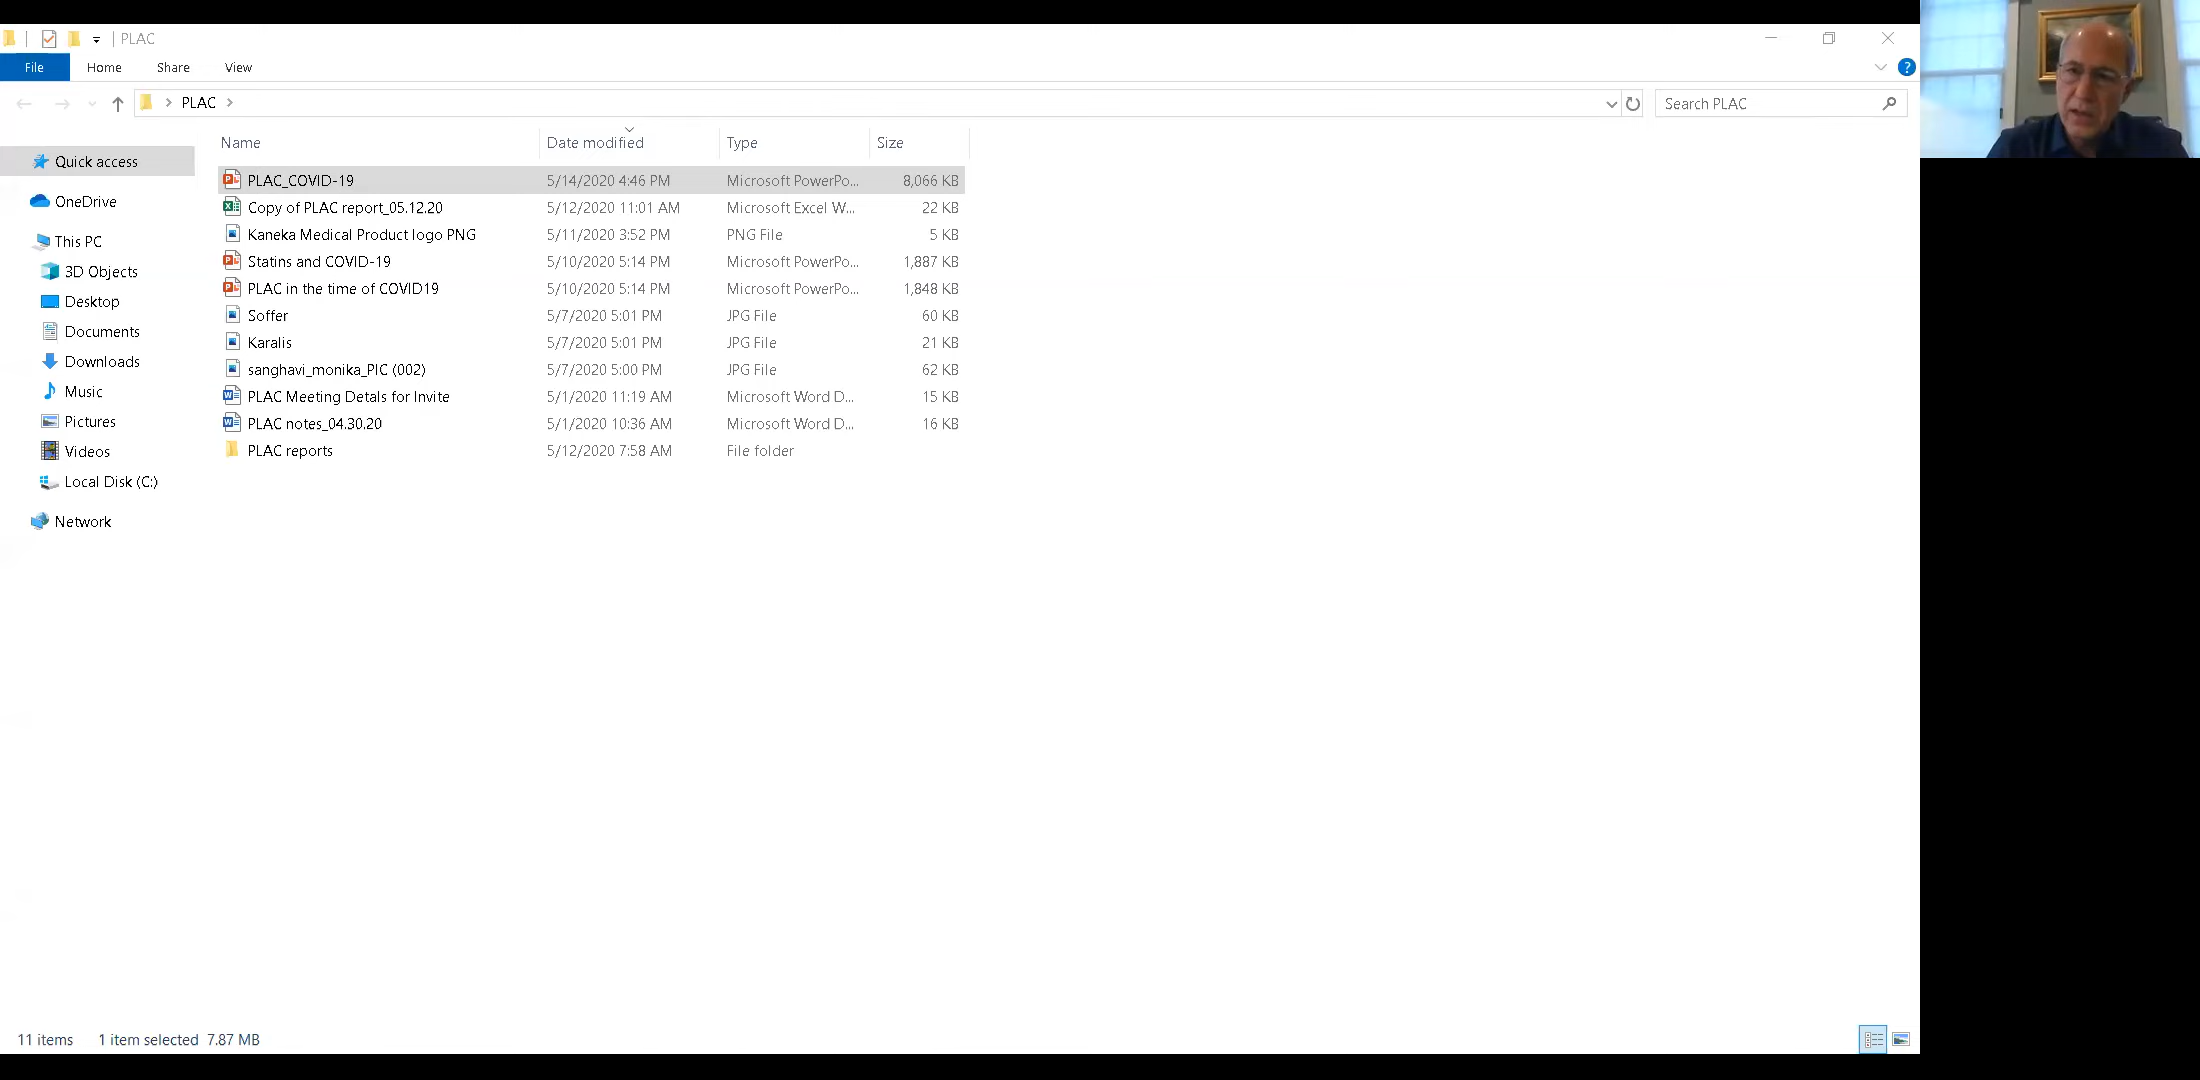 PLAC
File Home Share View
PLAC
Search PLAC
Name Date modified Type Size
Quick access
OneDrive
This PC
3D Objects
Desktop
Documents
Downloads
Music
Pictures
Videos
Local Disk (C:)
Network
PLAC_COVID-19 5/14/2020 4:46 PM Microsoft PowerPo... 8,066 KB
Copy of PLAC report_05.12.20 5/12/2020 11:01 AM Microsoft Excel W... 22 KB
Kaneka Medical Product logo PNG 5/11/2020 3:52 PM PNG File 5 KB
Statins and COVID-19 5/10/2020 5:14 PM Microsoft PowerPo... 1,887 KB
PLAC in the time of COVID19 5/10/2020 5:14 PM Microsoft PowerPo... 1,848 KB
Soffer 5/7/2020 5:01 PM JPG File 60 KB
Karalis 5/7/2020 5:01 PM JPG File 21 KB
sanghavi_monika_PIC (002) 5/7/2020 5:00 PM JPG File 62 KB
PLAC Meeting Detals for Invite 5/1/2020 11:19 AM Microsoft Word D... 15 KB
PLAC notes_04.30.20 5/1/2020 10:36 AM Microsoft Word D... 16 KB
PLAC reports 5/12/2020 7:58 AM File folder
11 items 1 item selected 7.87 MB